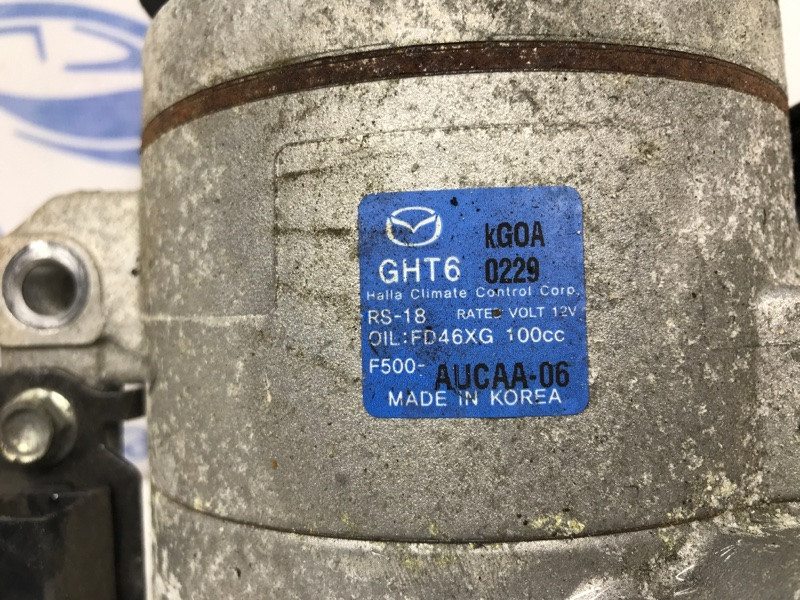 kGOA
GHT6 0229
Halla Climate Control Corp.
RS-18 RATED VOLT 12V
OIL:FD46XG 100cc
F500-AUCAA-06
MADE IN KOREA